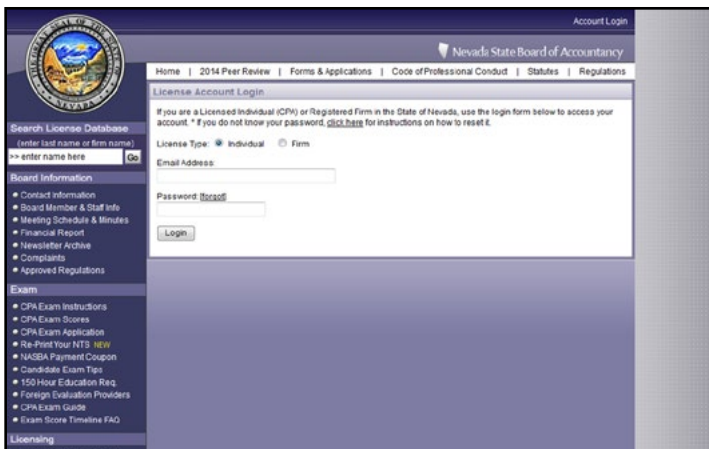 Account Login
Nevada State Board of Accountancy
Home | 2014 Peer Review | Forms & Applications | Code of Professional Conduct | Statutes | Regulations
License Account Login
If you are a Licensed Individual (CPA) or Registered Firm in the State of Nevada, use the login form below to access your
account. * If you do not know your password, click here for instructions on how to reset it.
License Type: Individual Firm
Email Address:
Password: [forgot]
Login
Search License Database
(enter last name or firm name)
>> enter name here Go
Board Information
Contact Information
Board Member & Staff Info
Meeting Schedule & Minutes
Financial Report
Newsletter Archive
Complaints
Approved Regulations
Exam
CPA Exam Instructions
CPA Exam Scores
CPA Exam Application
Re-Print Your NTS NEW
NASBA Payment Coupon
Candidate Exam Tips
150 Hour Education Req.
Foreign Evaluation Providers
CPA Exam Guide
Exam Score Timeline FAQ
Licensing